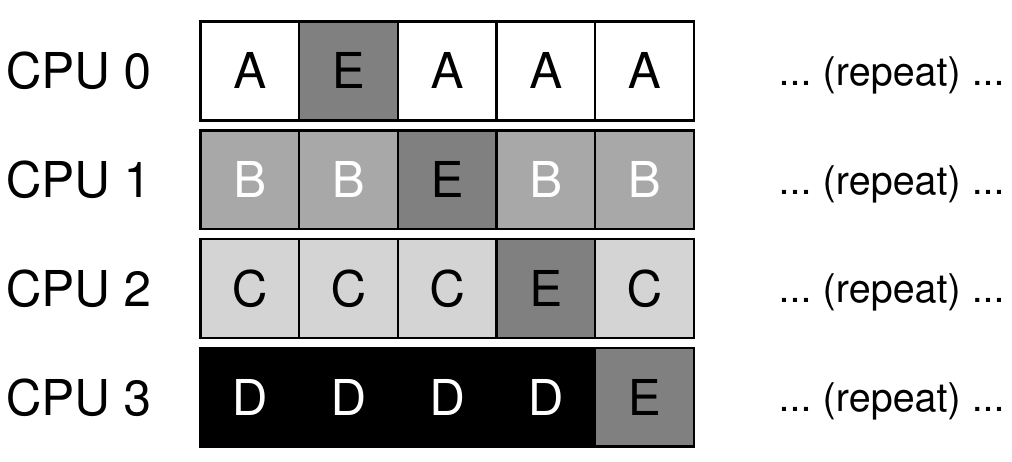 CPU 0 A E A A A ... (repeat) ...
CPU 1 B B E B B ... (repeat) ...
CPU 2 C C C E C ... (repeat) ...
CPU 3 D D D D E ... (repeat) ...